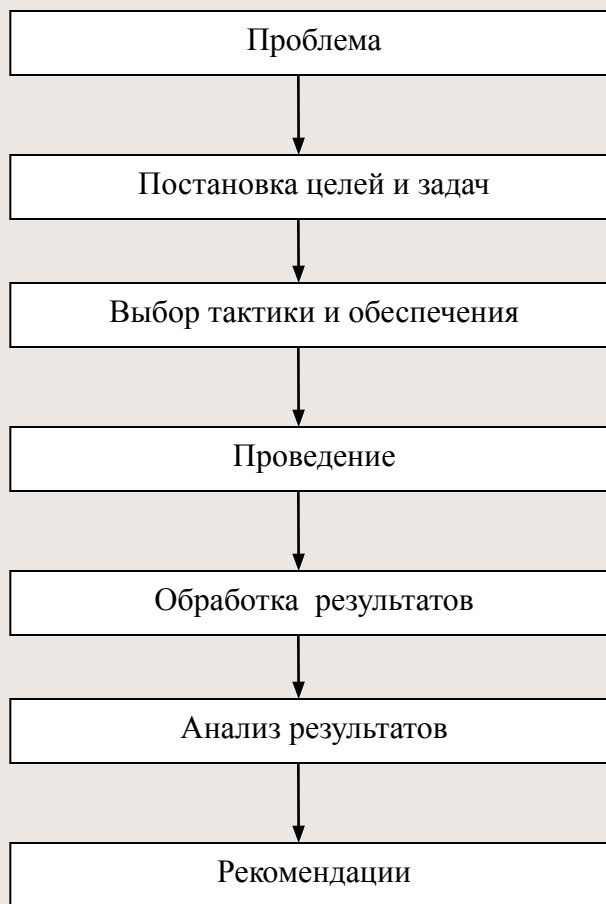 Проблема
Постановка целей и задач
Выбор тактики и обеспечения
Проведение
Обработка  результатов
Анализ результатов
Рекомендации